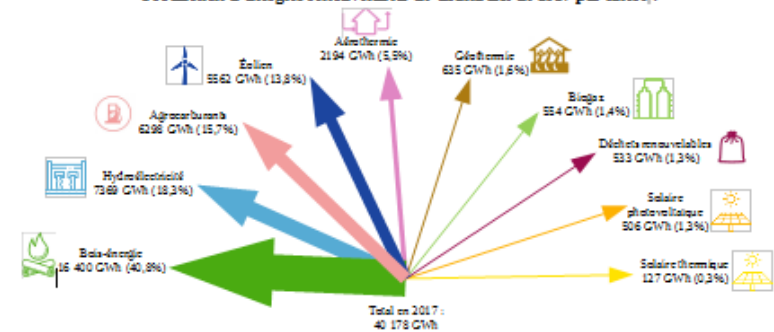 Aérothermie
2194 GWh (5,5%)
Géothermie
635 GWh (1,6%)
Éolien
5562 GWh (13,8%)
Biogaz
554 GWh (1,4%)
Agrocarburants
6298 GWh (15,7%)
Déchets renouvelables
533 GWh (1,3%)
Hydroélectricité
7369 GWh (18,3%)
Solaire
photovoltaïque
506 GWh (1,3%)
Bois-énergie
16 400 GWh (40,8%)
Solaire thermique
127 GWh (0,3%)
Total en 2017 :
40 178 GWh